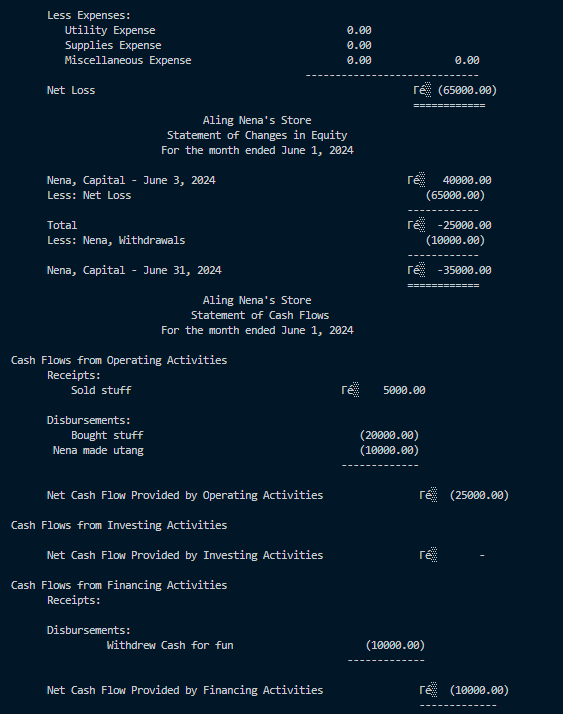 Less Expenses:
Utility Expense 0.00
Supplies Expense 0.00
Miscellaneous Expense 0.00 0.00
-----------------------------
Net Loss Γé▒ (65000.00)
============
Aling Nena's Store
Statement of Changes in Equity
For the month ended June 1, 2024
Nena, Capital - June 3, 2024 Γé▒ 40000.00
Less: Net Loss (65000.00)
------------
Total Γé▒ -25000.00
Less: Nena, Withdrawals (10000.00)
------------
Nena, Capital - June 31, 2024 Γé▒ -35000.00
============
Aling Nena's Store
Statement of Cash Flows
For the month ended June 1, 2024
Cash Flows from Operating Activities
Receipts:
Sold stuff Γé▒ 5000.00
Disbursements:
Bought stuff (20000.00)
Nena made utang (10000.00)
-------------
Net Cash Flow Provided by Operating Activities Γé▒ (25000.00)
Cash Flows from Investing Activities
Net Cash Flow Provided by Investing Activities Γé▒ -
Cash Flows from Financing Activities
Receipts:
Disbursements:
Withdrew Cash for fun (10000.00)
-------------
Net Cash Flow Provided by Financing Activities Γé▒ (10000.00)
-------------